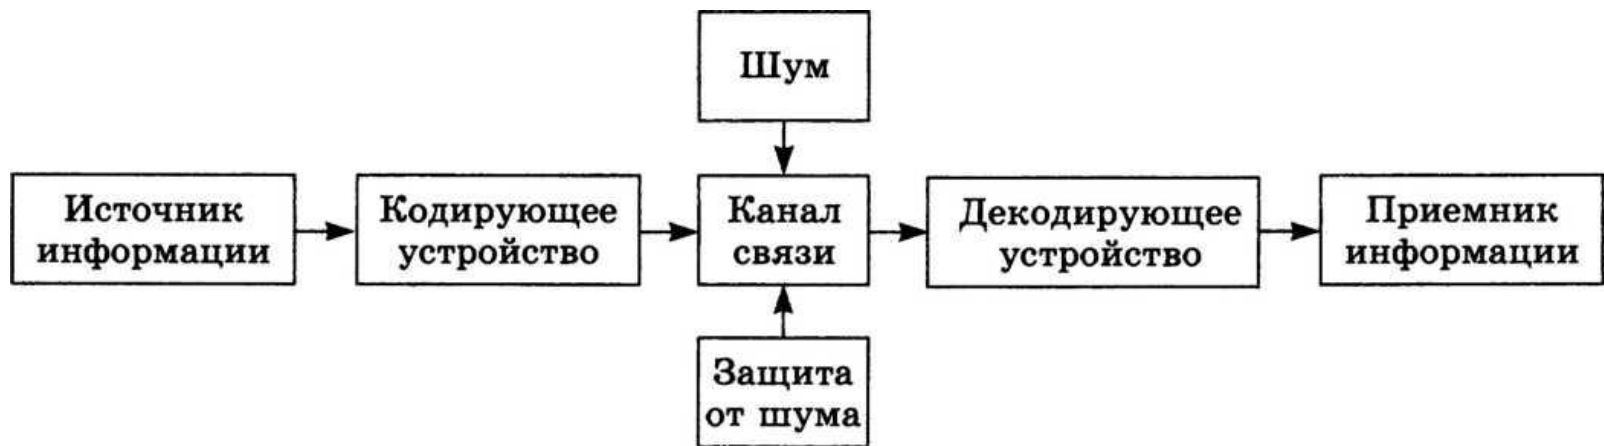 Шум
Источник
информации
Кодирующее
устройство
Канал
связи
Декодирующее
устройство
Приемник
информации
Защита
от шума